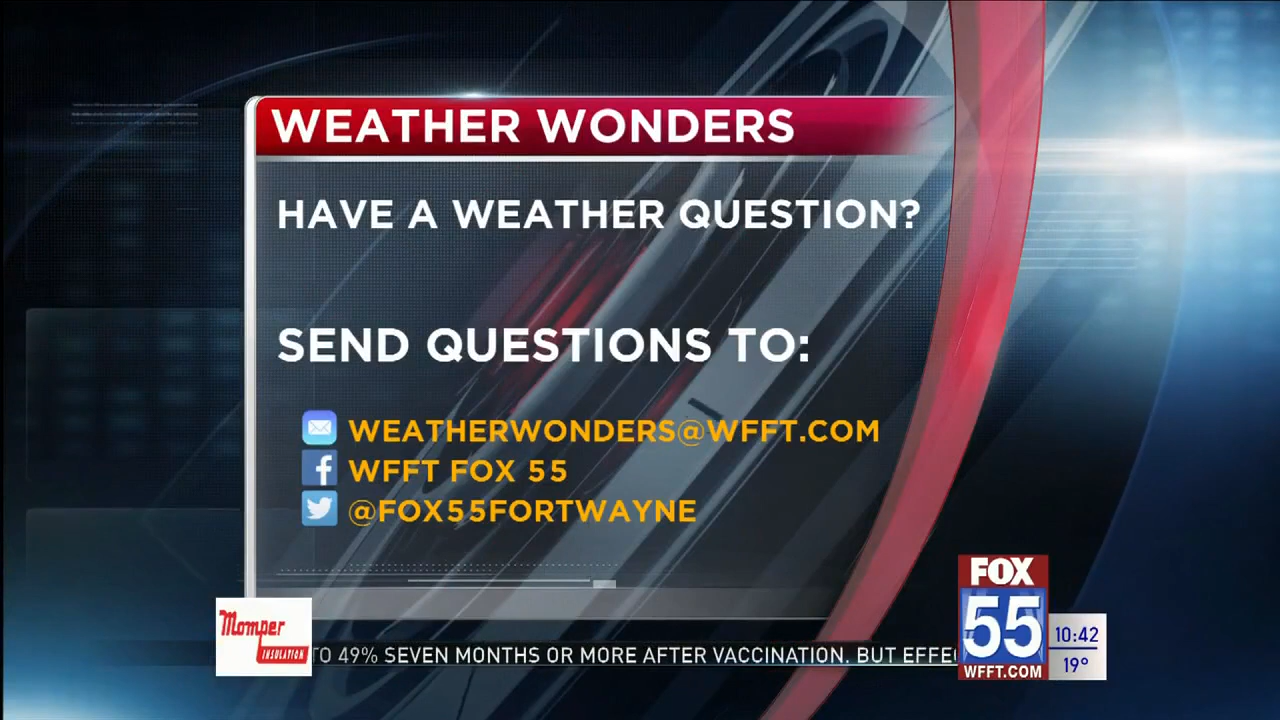 WEATHER WONDERS
HAVE A WEATHER QUESTION?
SEND QUESTIONS TO:
WEATHERWONDERS@WFFT.COM
WFFT FOX 55
@FOX55FORTWAYNE
Momper
INSULATION
TO 49% SEVEN MONTHS OR MORE AFTER VACCINATION. BUT
FOX
55
WFFT.COM
10:42
19°